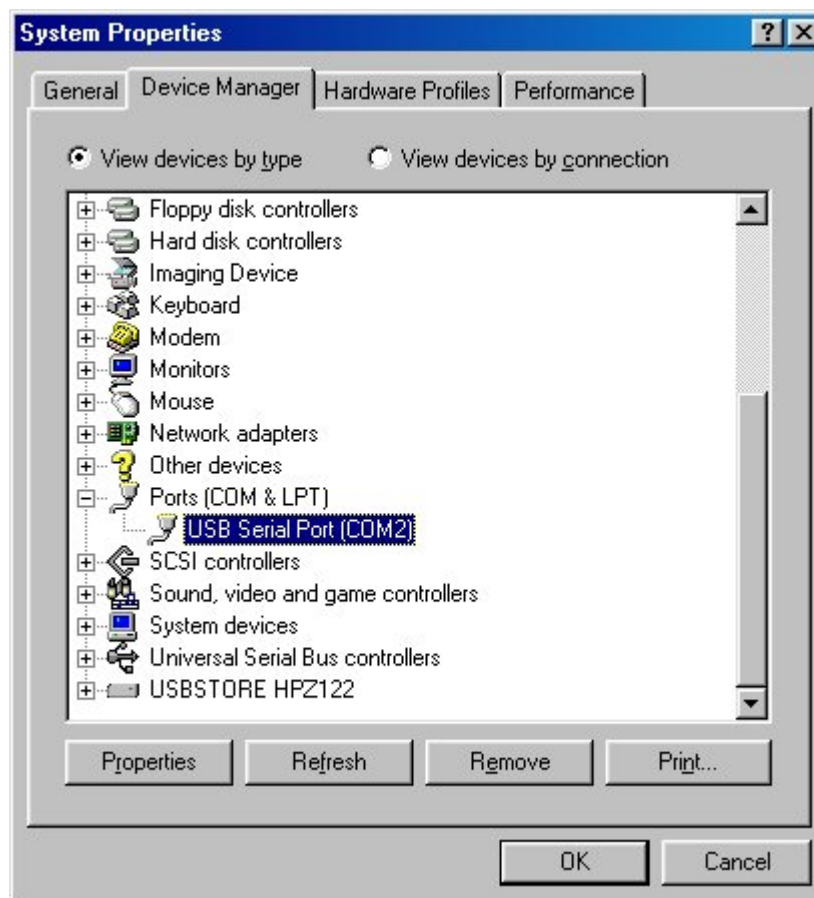 System Properties
General Device Manager Hardware Profiles Performance
View devices by type View devices by connection
Floppy disk controllers
Hard disk controllers
Imaging Device
Keyboard
Modem
Monitors
Mouse
Network adapters
Other devices
Ports (COM & LPT)
USB Serial Port (COM2)
SCSI controllers
Sound, video and game controllers
System devices
Universal Serial Bus controllers
USBSTORE HPZ122
Properties Refresh Remove Print...
OK Cancel